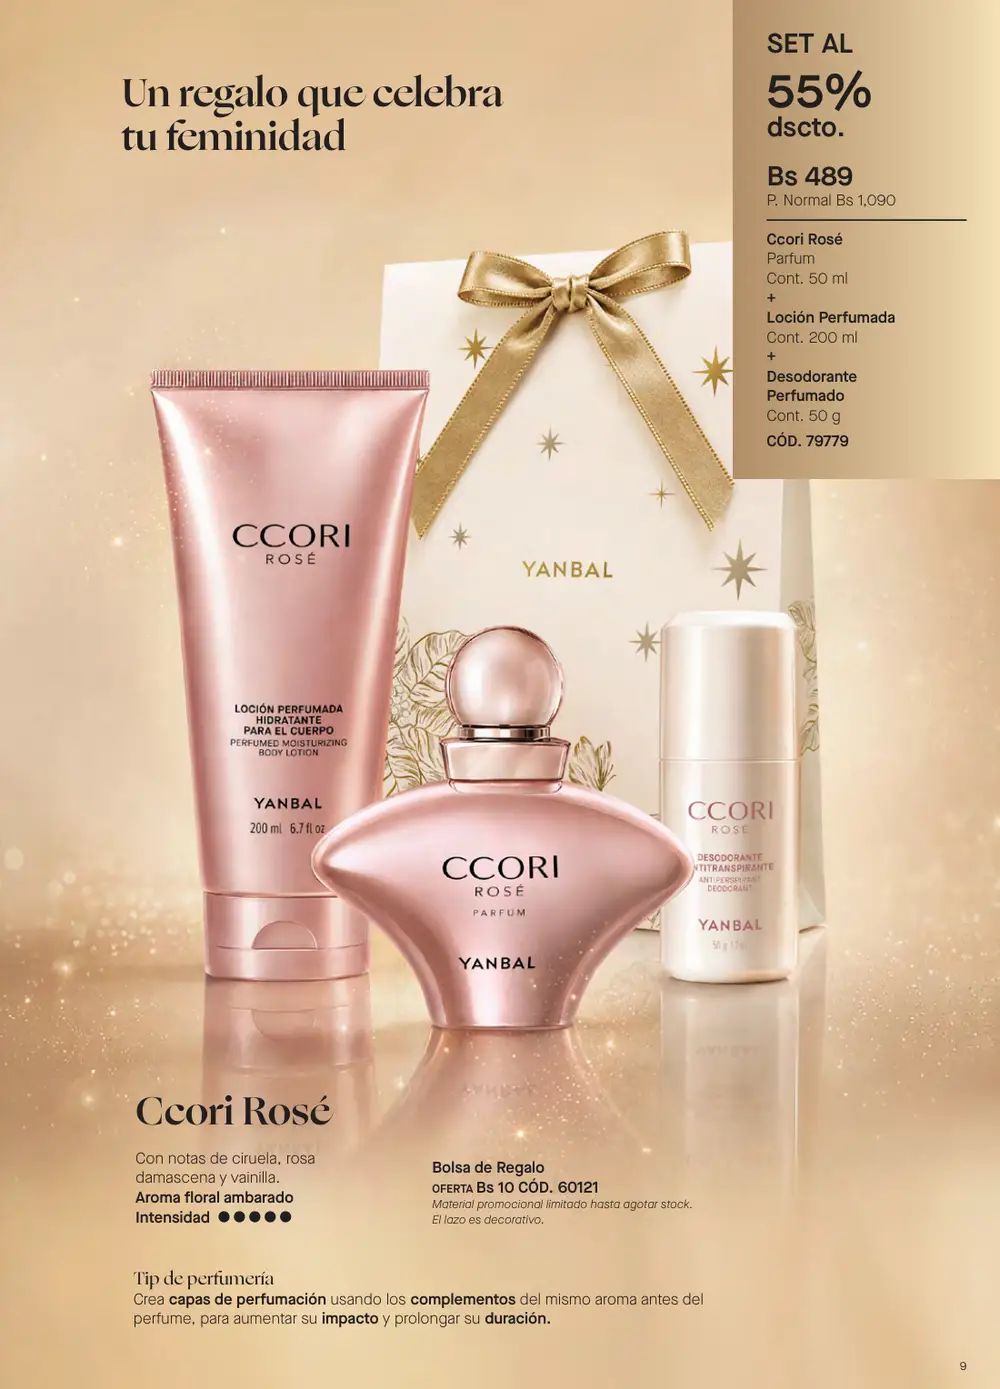 Un regalo que celebra
tu feminidad
SET AL
55%
dscto.
Bs 489
P. Normal Bs 1,090
Ccori Rosé
Parfum
Cont. 50 ml
+
Loción Perfumada
Cont. 200 ml
+
Desodorante
Perfumado
Cont. 50 g
CÓD. 79779
YANBAL
CCORI
ROSÉ
LOCIÓN PERFUMADA
HIDRATANTE
PARA EL CUERPO
PERFUMED MOISTURIZING
BODY LOTION
YANBAL
200 ml 6.7 fl oz
CCORI
ROSÉ
PARFUM
YANBAL
CCORI
ROSÉ
DESODORANTE
NTITRANSPIRANTE
ANTIPERSPIRANT
DEODORANT
YANBAL
Ccori Rosé
Con notas de ciruela, rosa
damascena y vainilla.
Aroma floral ambarado
Intensidad ●●●●●
Bolsa de Regalo
OFERTA Bs 10 CÓD. 60121
Material promocional limitado hasta agotar stock.
El lazo es decorativo.
Tip de perfumería
Crea capas de perfumación usando los complementos del mismo aroma antes del
perfume, para aumentar su impacto y prolongar su duración.
9